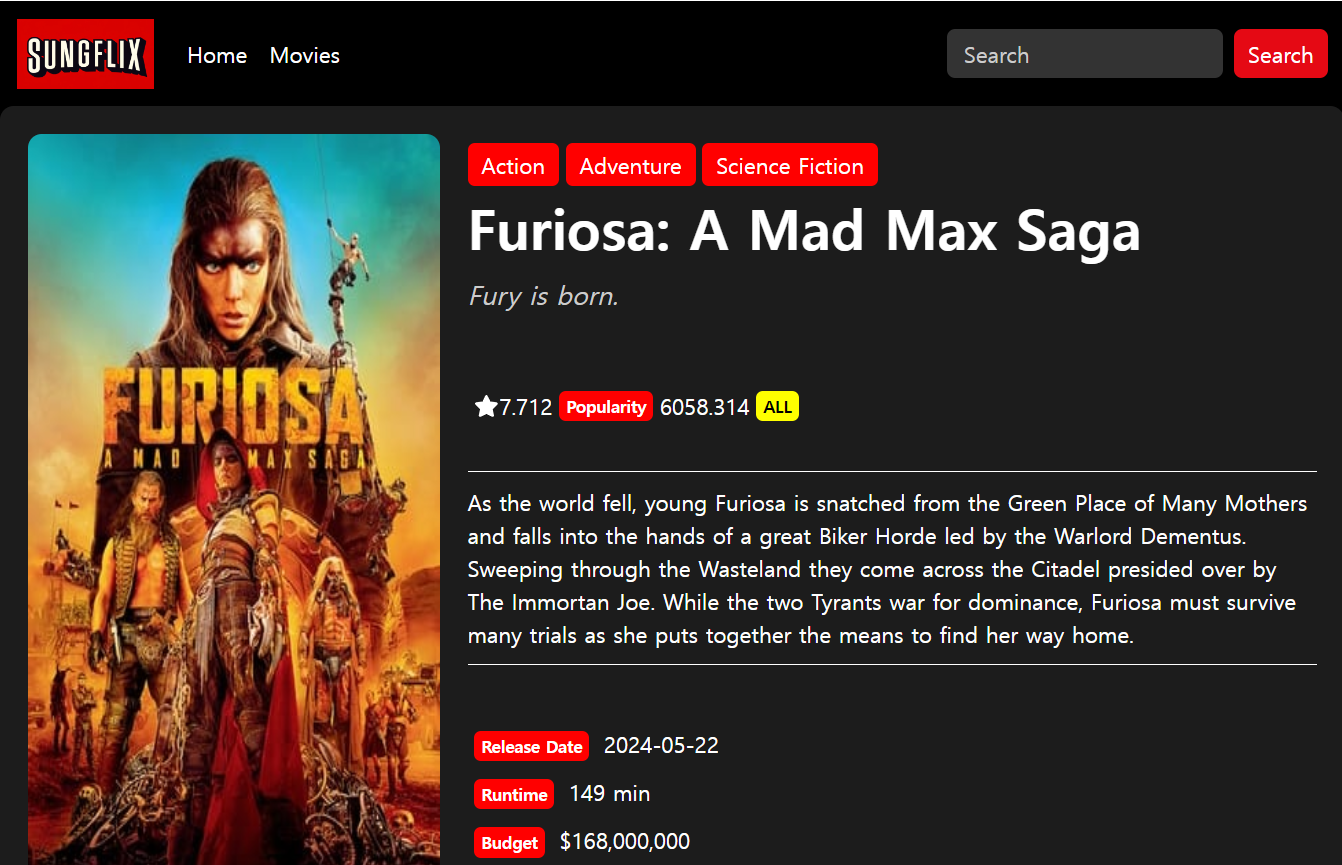 SUNGFLIX
Home Movies Search Search
Action Adventure Science Fiction
Furiosa: A Mad Max Saga
Fury is born.
FURIOSA
A MAD MAX SAGA
7.712 Popularity 6058.314 ALL
As the world fell, young Furiosa is snatched from the Green Place of Many Mothers
and falls into the hands of a great Biker Horde led by the Warlord Dementus.
Sweeping through the Wasteland they come across the Citadel presided over by
The Immortan Joe. While the two Tyrants war for dominance, Furiosa must survive
many trials as she puts together the means to find her way home.
Release Date 2024-05-22
Runtime 149 min
Budget $168,000,000